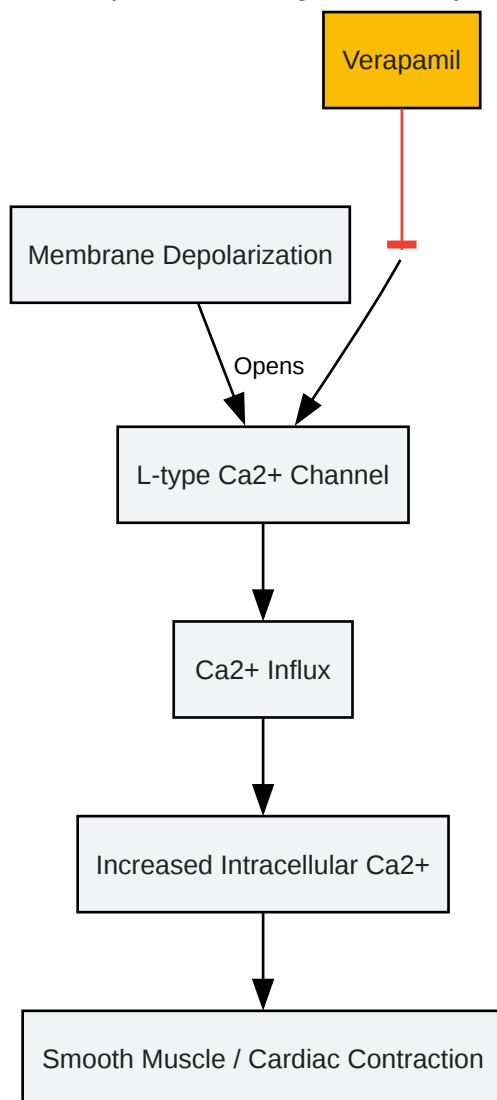 Verapamil
Membrane Depolarization
Opens
L-type Ca2+ Channel
Ca2+ Influx
Increased Intracellular Ca2+
Smooth Muscle / Cardiac Contraction